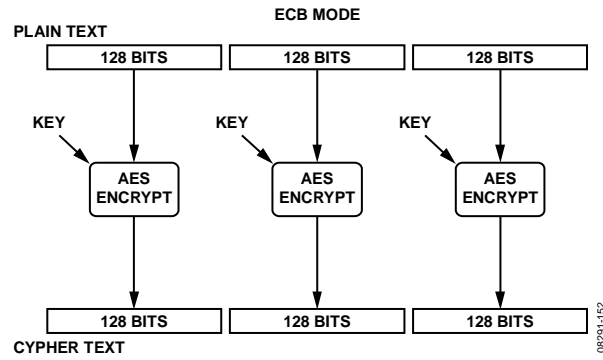 ECB MODE
PLAIN TEXT
128 BITS 128 BITS 128 BITS
KEY KEY KEY
AES AES AES
ENCRYPT ENCRYPT ENCRYPT
128 BITS 128 BITS 128 BITS
CYPHER TEXT
08291-152